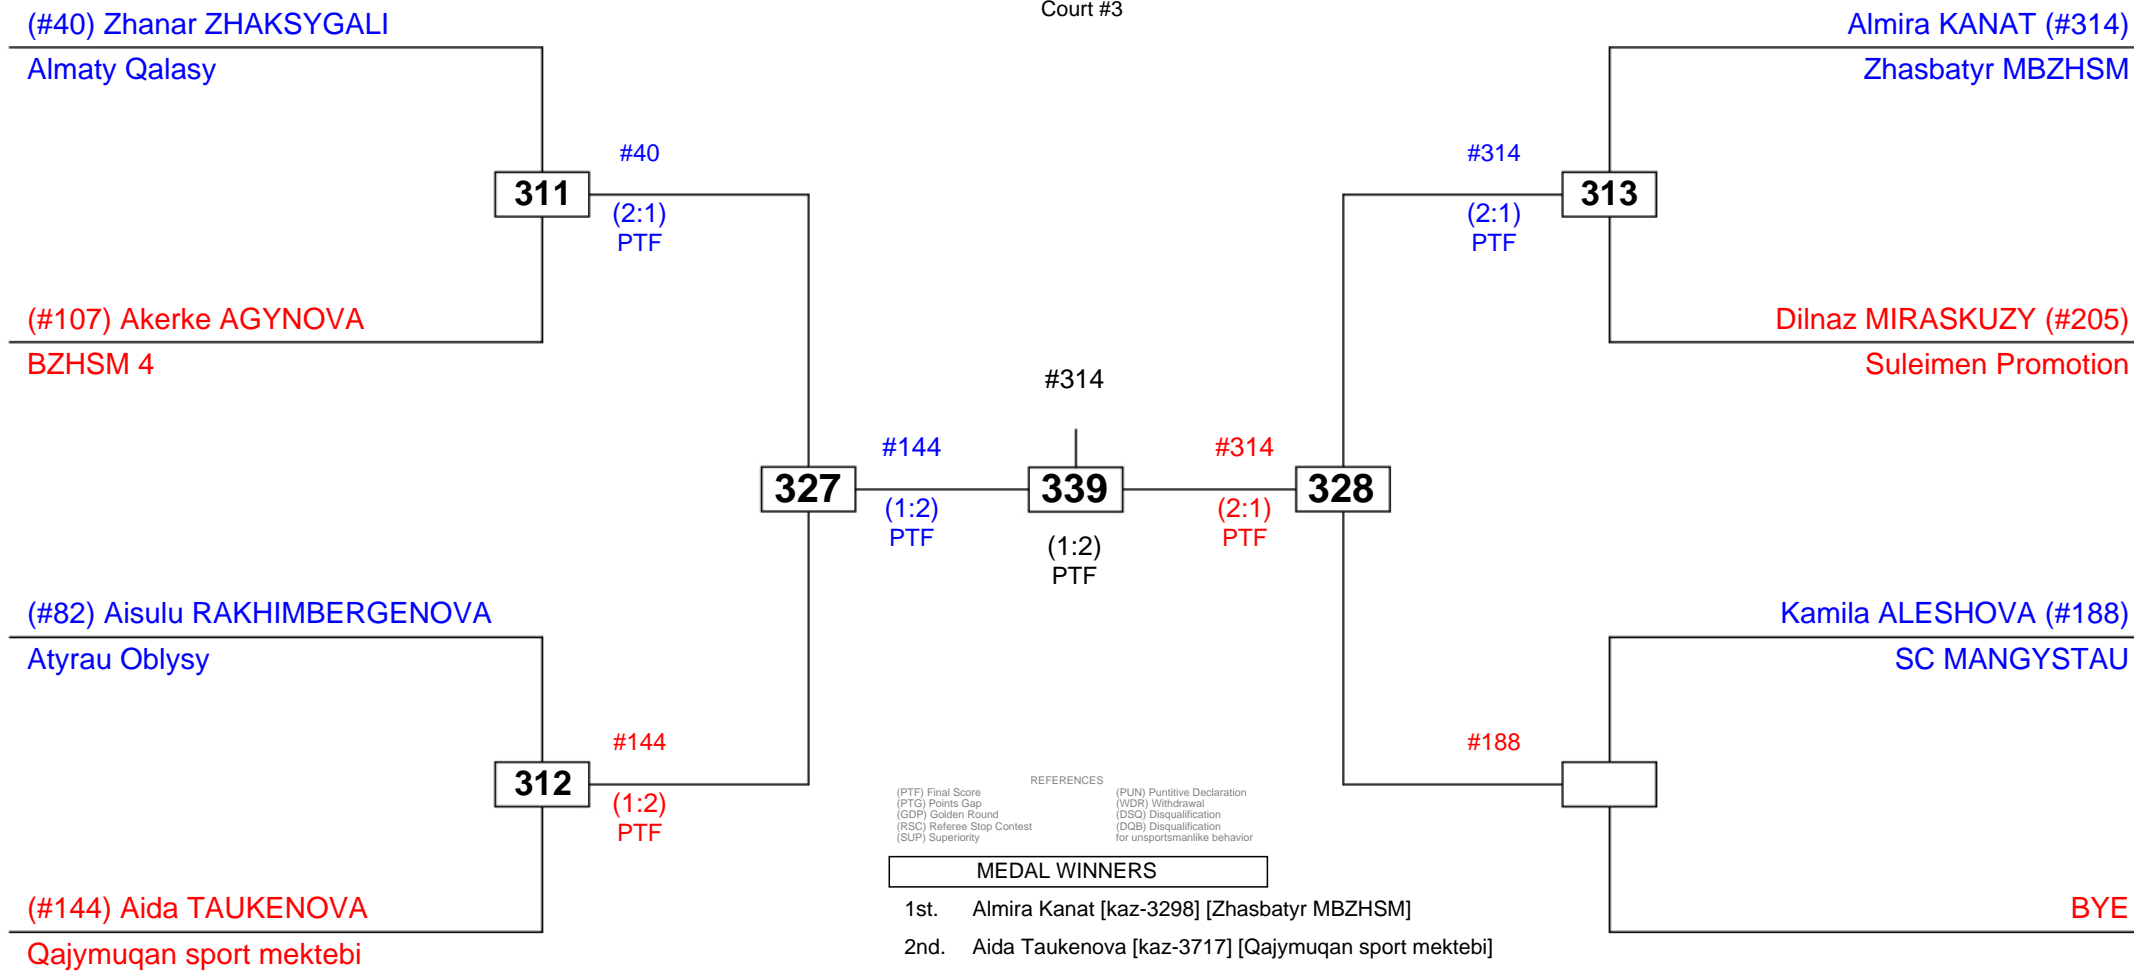 Court #3
(#40) Zhanar ZHAKSYGALI
Almaty Qalasy
Almira KANAT (#314)
Zhasbatyr MBZHSM
#40
311
(2:1)
PTF
#314
313
(2:1)
PTF
(#107) Akerke AGYNOVA
BZHSM 4
Dilnaz MIRASKUZY (#205)
Suleimen Promotion
#314
#144
327
(1:2)
PTF
339
(1:2)
PTF
#314
328
(2:1)
PTF
(#82) Aisulu RAKHIMBERGENOVA
Atyrau Oblysy
Kamila ALESHOVA (#188)
SC MANGYSTAU
#144
312
(1:2)
PTF
#188
REFERENCES
(PTF) Final Score
(PTG) Points Gap
(GDP) Golden Round
(RSC) Referee Stop Contest
(SUP) Superiority
(PUN) Puntitive Declaration
(WDR) Withdrawal
(DSQ) Disqualification
(DQB) Disqualification
for unsportsmanlike behavior
MEDAL WINNERS
1st. Almira Kanat [kaz-3298] [Zhasbatyr MBZHSM]
2nd. Aida Taukenova [kaz-3717] [Qajymuqan sport mektebi]
(#144) Aida TAUKENOVA
Qajymuqan sport mektebi
BYE